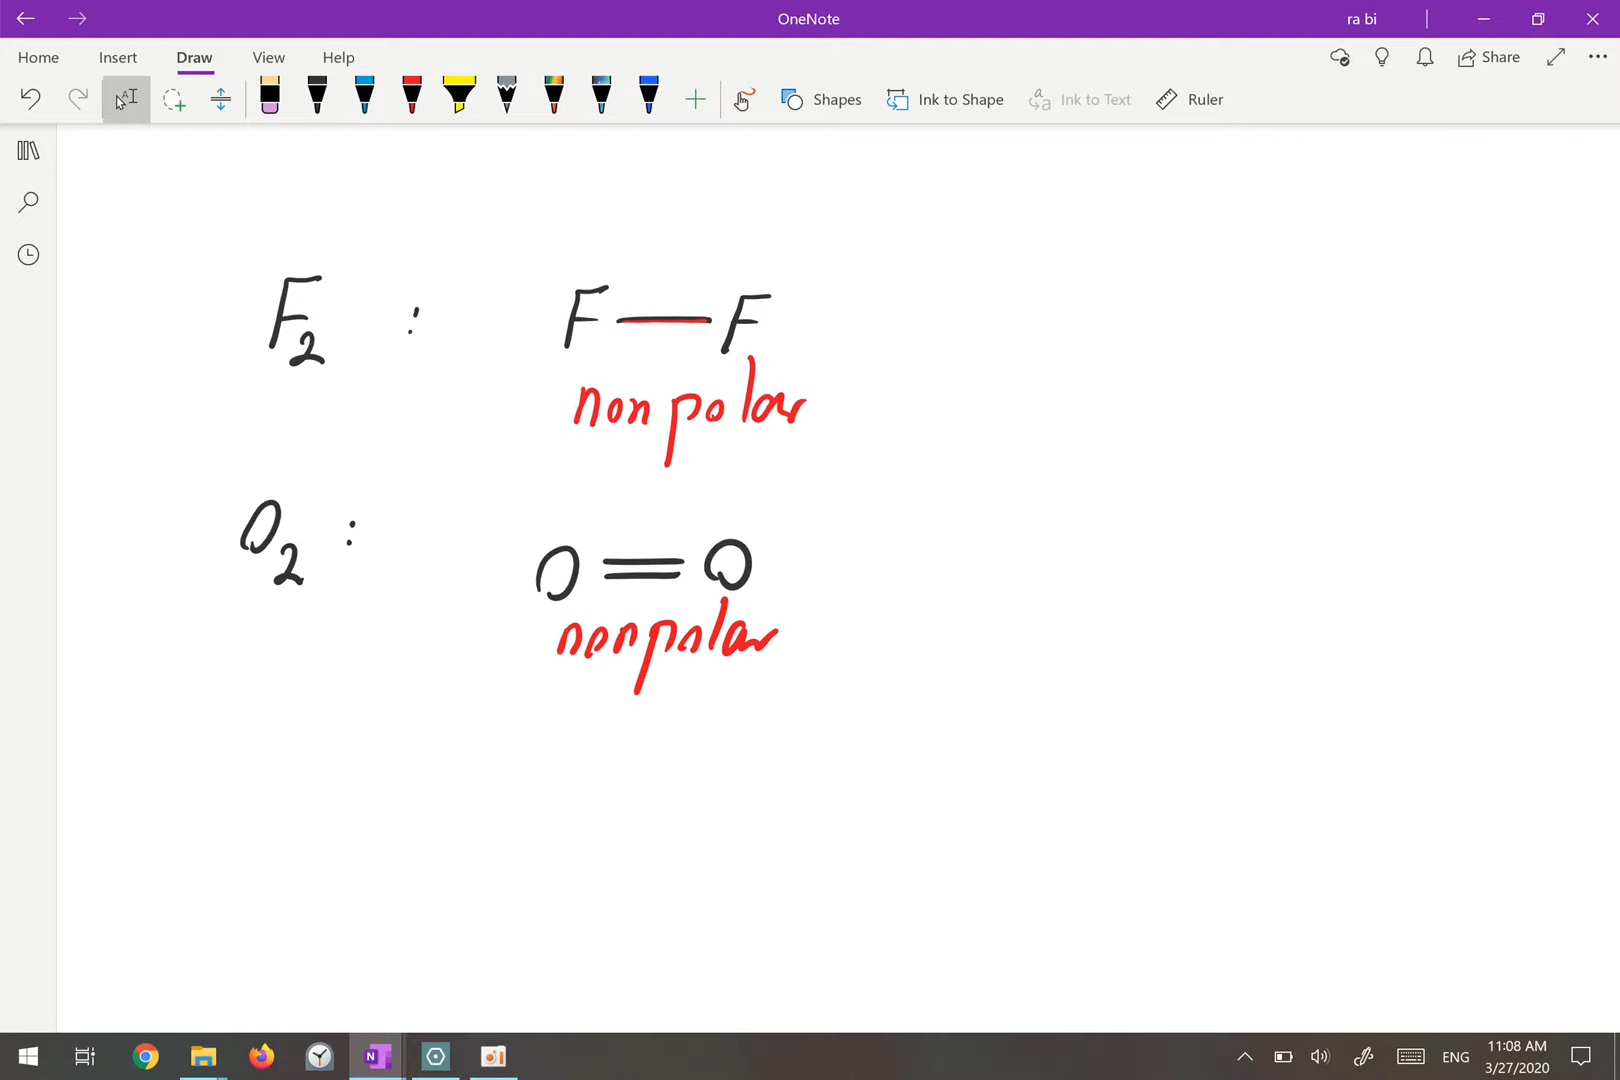 OneNote
ra bi
Home Insert Draw View Help
Share
Shapes Ink to Shape Ink to Text Ruler
F2 : F—F
nonpolar
O2 :
O=O
nonpolar
ENG
11:08 AM
3/27/2020